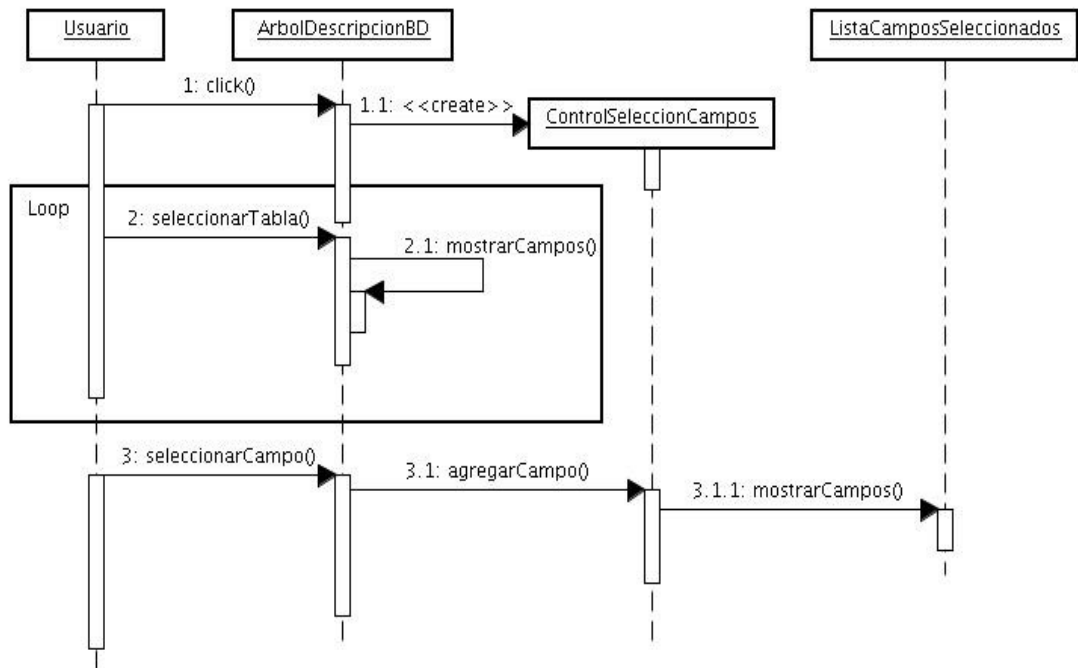 Usuario
ArbolDescripcionBD
ListaCamposSeleccionados
1: click()
1.1: <<create>>
ControlSeleccionCampos
Loop
2: seleccionarTabla()
2.1: mostrarCampos()
3: seleccionarCampo()
3.1: agregarCampo()
3.1.1: mostrarCampos()